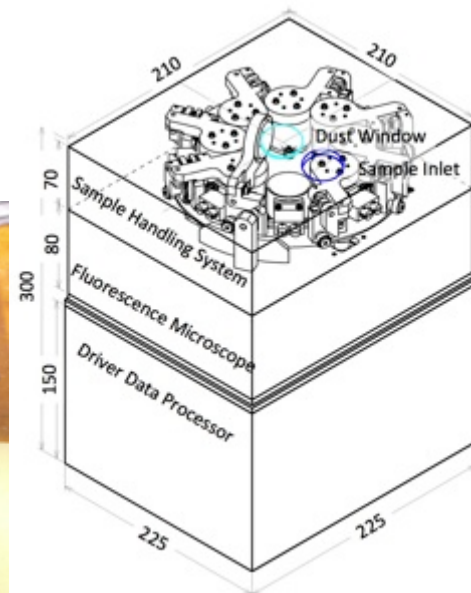 210
210
Dust Window
Sample Inlet
70
Sample Handling System
80
300
Fluorescence Microscope
150
Driver Data Processor
225
225